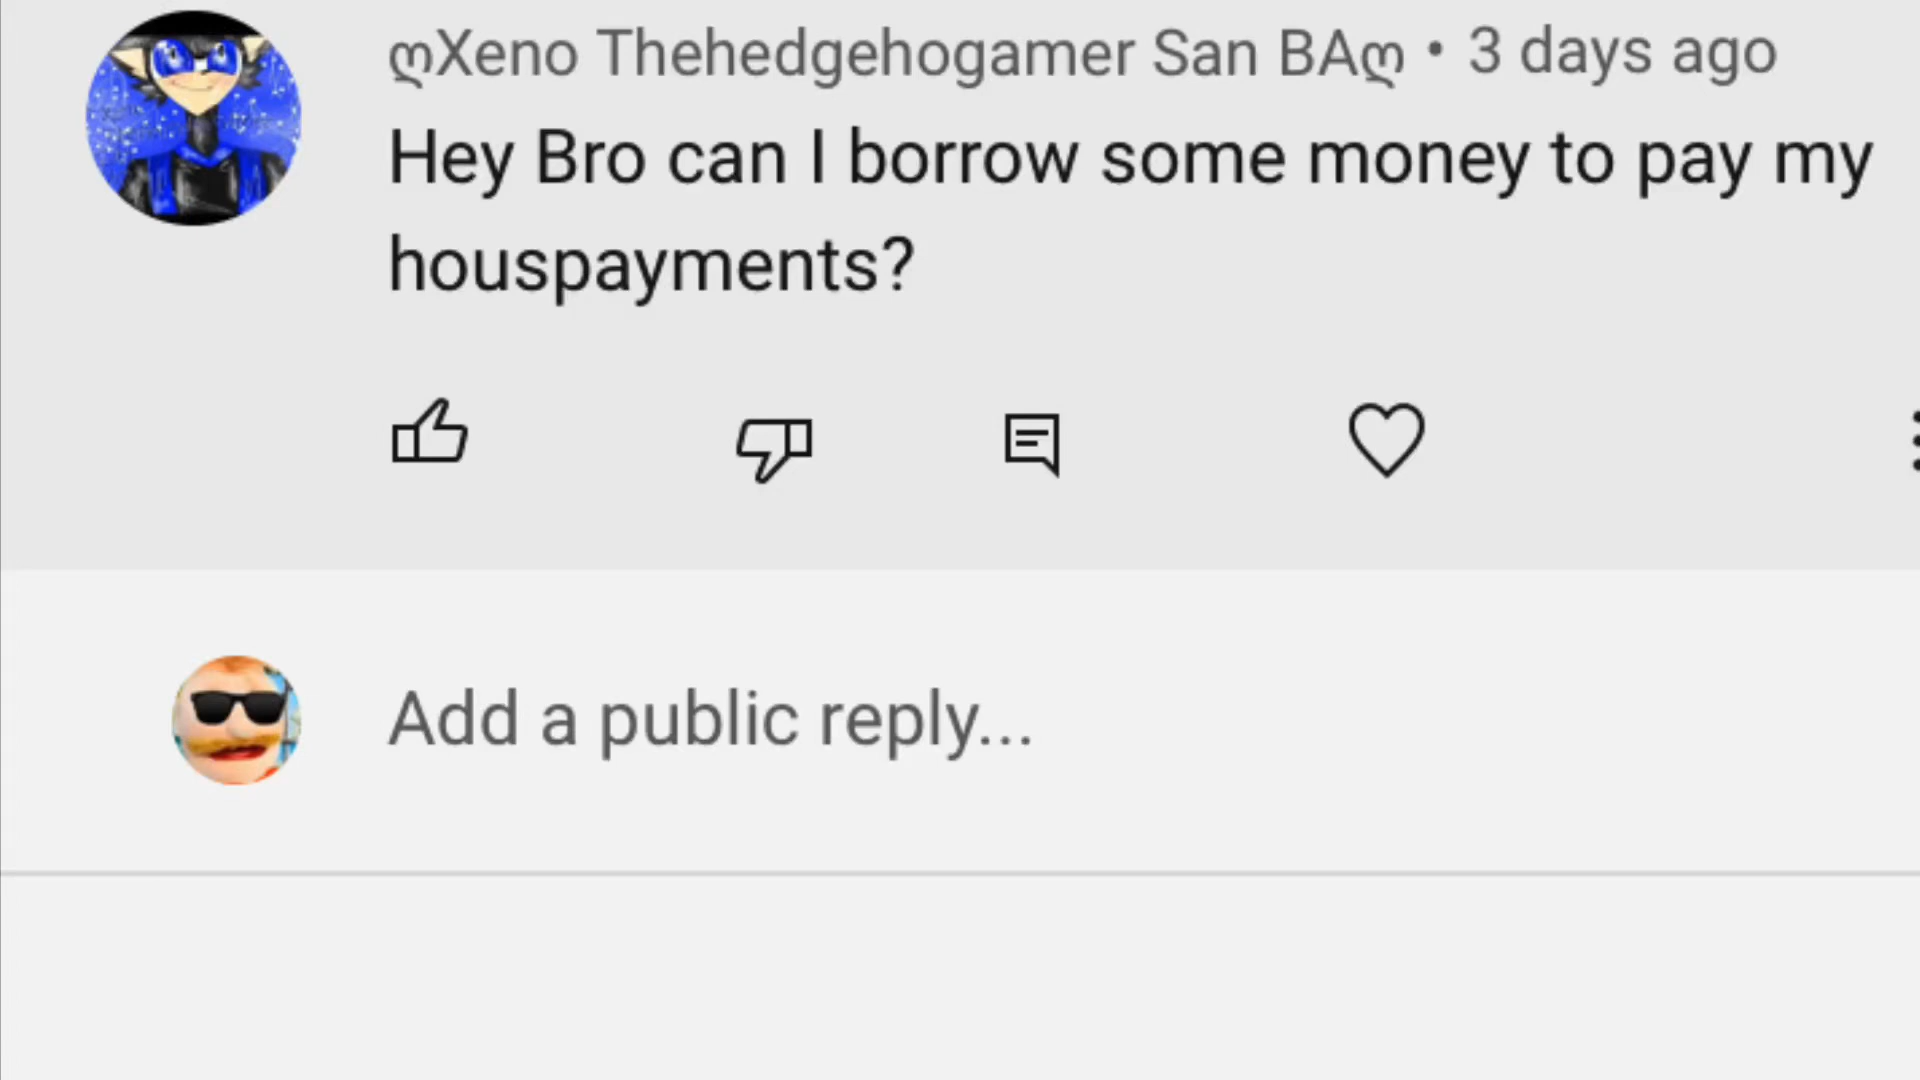 ღXeno Thehedgehogamer San BAღ • 3 days ago
Hey Bro can I borrow some money to pay my
houspayments?
Add a public reply...